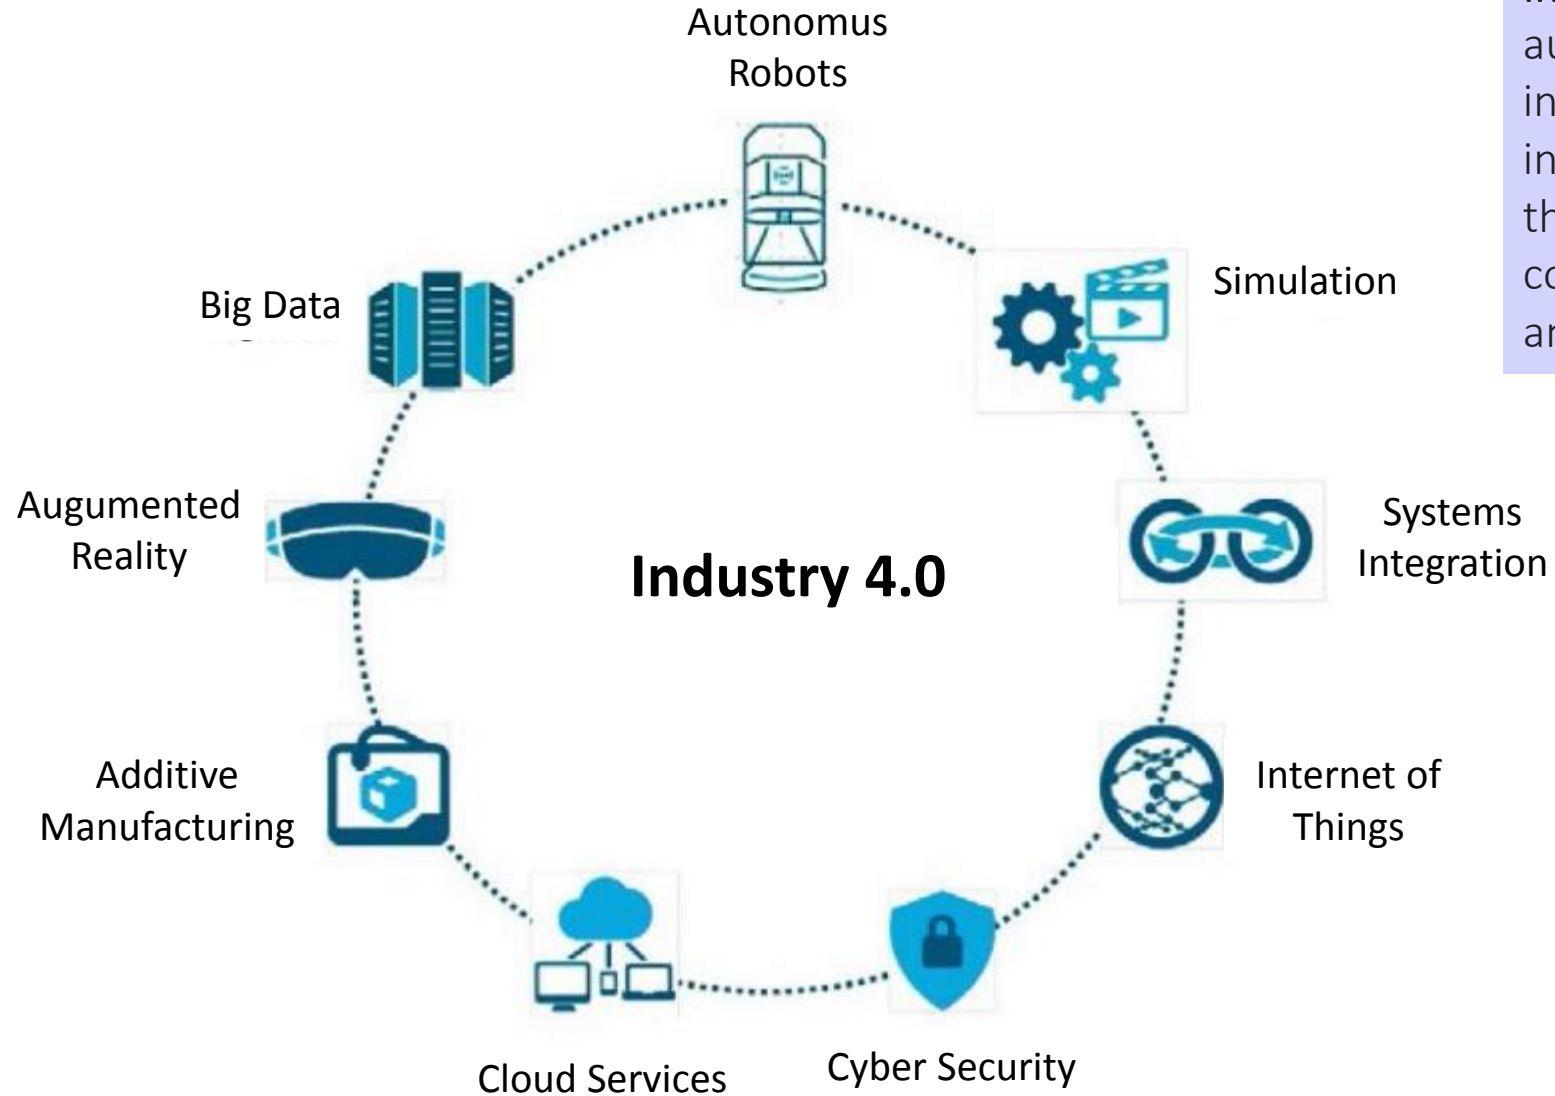 Autonomus
Robots
Simulation
Systems
Integration
Internet of
Things
Cyber Security
Cloud Services
Additive
Manufacturing
Augumented
Reality
Big Data
Industry 4.0